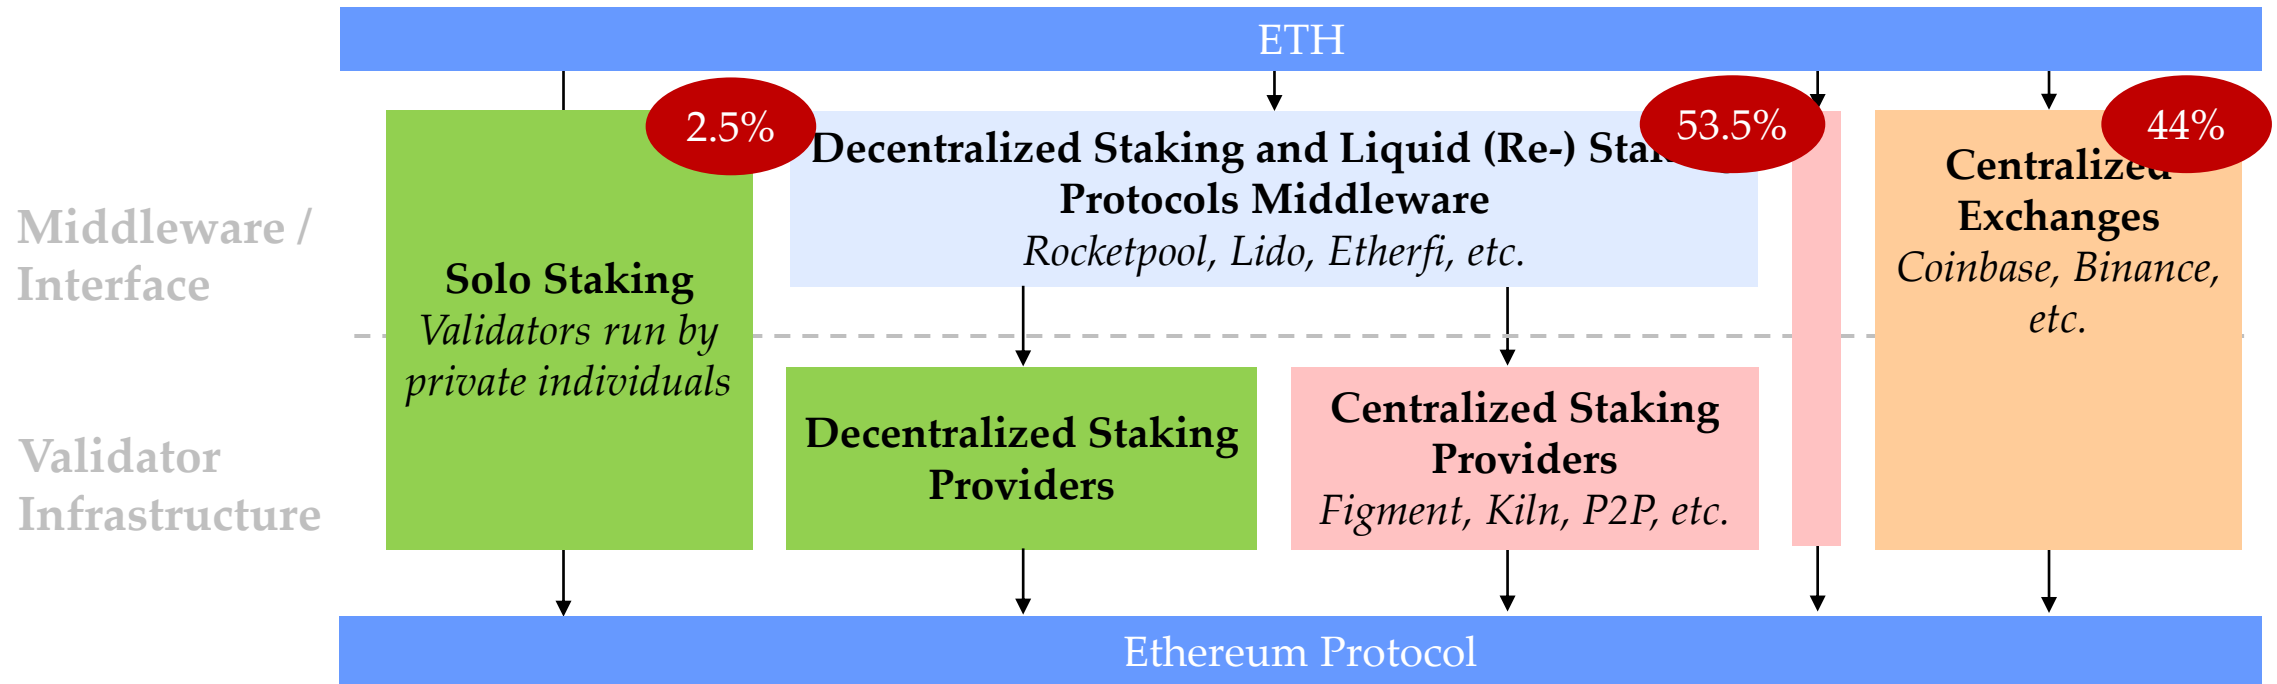 ETH
2.5%
53.5%
44%
Middleware /
Interface
Solo Staking
Validators run by
private individuals
Decentralized Staking and Liquid (Re-)
Protocols Middleware
Rocketpool, Lido, Etherfi, etc.
Centralized
Exchanges
Coinbase, Binance,
etc.
Validator
Infrastructure
Decentralized Staking
Providers
Centralized Staking
Providers
Figment, Kiln, P2P, etc.
Ethereum Protocol